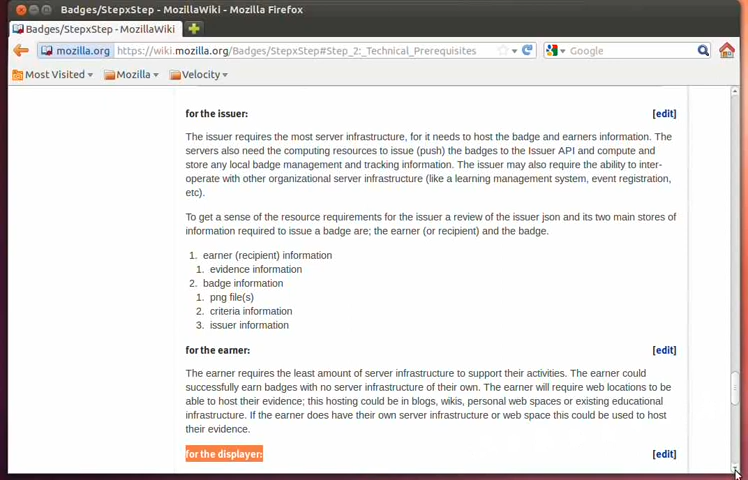 Badges/StepxStep - MozillaWiki - Mozilla Firefox
Badges/StepxStep - MozillaWiki - Mozilla...
mozilla.org https://wiki.mozilla.org/Badges/StepxStep#Step_2:_Technical_Prerequisites Google
Most Visited Mozilla Velocity
for the issuer: [edit]
The issuer requires the most server infrastructure, for it needs to host the badge and earners information. The
servers also need the computing resources to issue (push) the badges to the Issuer API and compute and
store any local badge management and tracking information. The issuer may also require the ability to inter-
operate with other organizational server infrastructure (like a learning management system, event registration,
etc).
To get a sense of the resource requirements for the issuer a review of the issuer json and its two main stores of
information required to issue a badge are; the earner (or recipient) and the badge.
1. earner (recipient) information
1. evidence information
2. badge information
1. png file(s)
2. criteria information
3. issuer information
for the earner: [edit]
The earner requires the least amount of server infrastructure to support their activities. The earner could
successfully earn badges with no server infrastructure of their own. The earner will require web locations to be
able to host their evidence; this hosting could be in blogs, wikis, personal web spaces or existing educational
infrastructure. If the earner does have their own server infrastructure or web space this could be used to host
their evidence.
for the displayer: [edit]